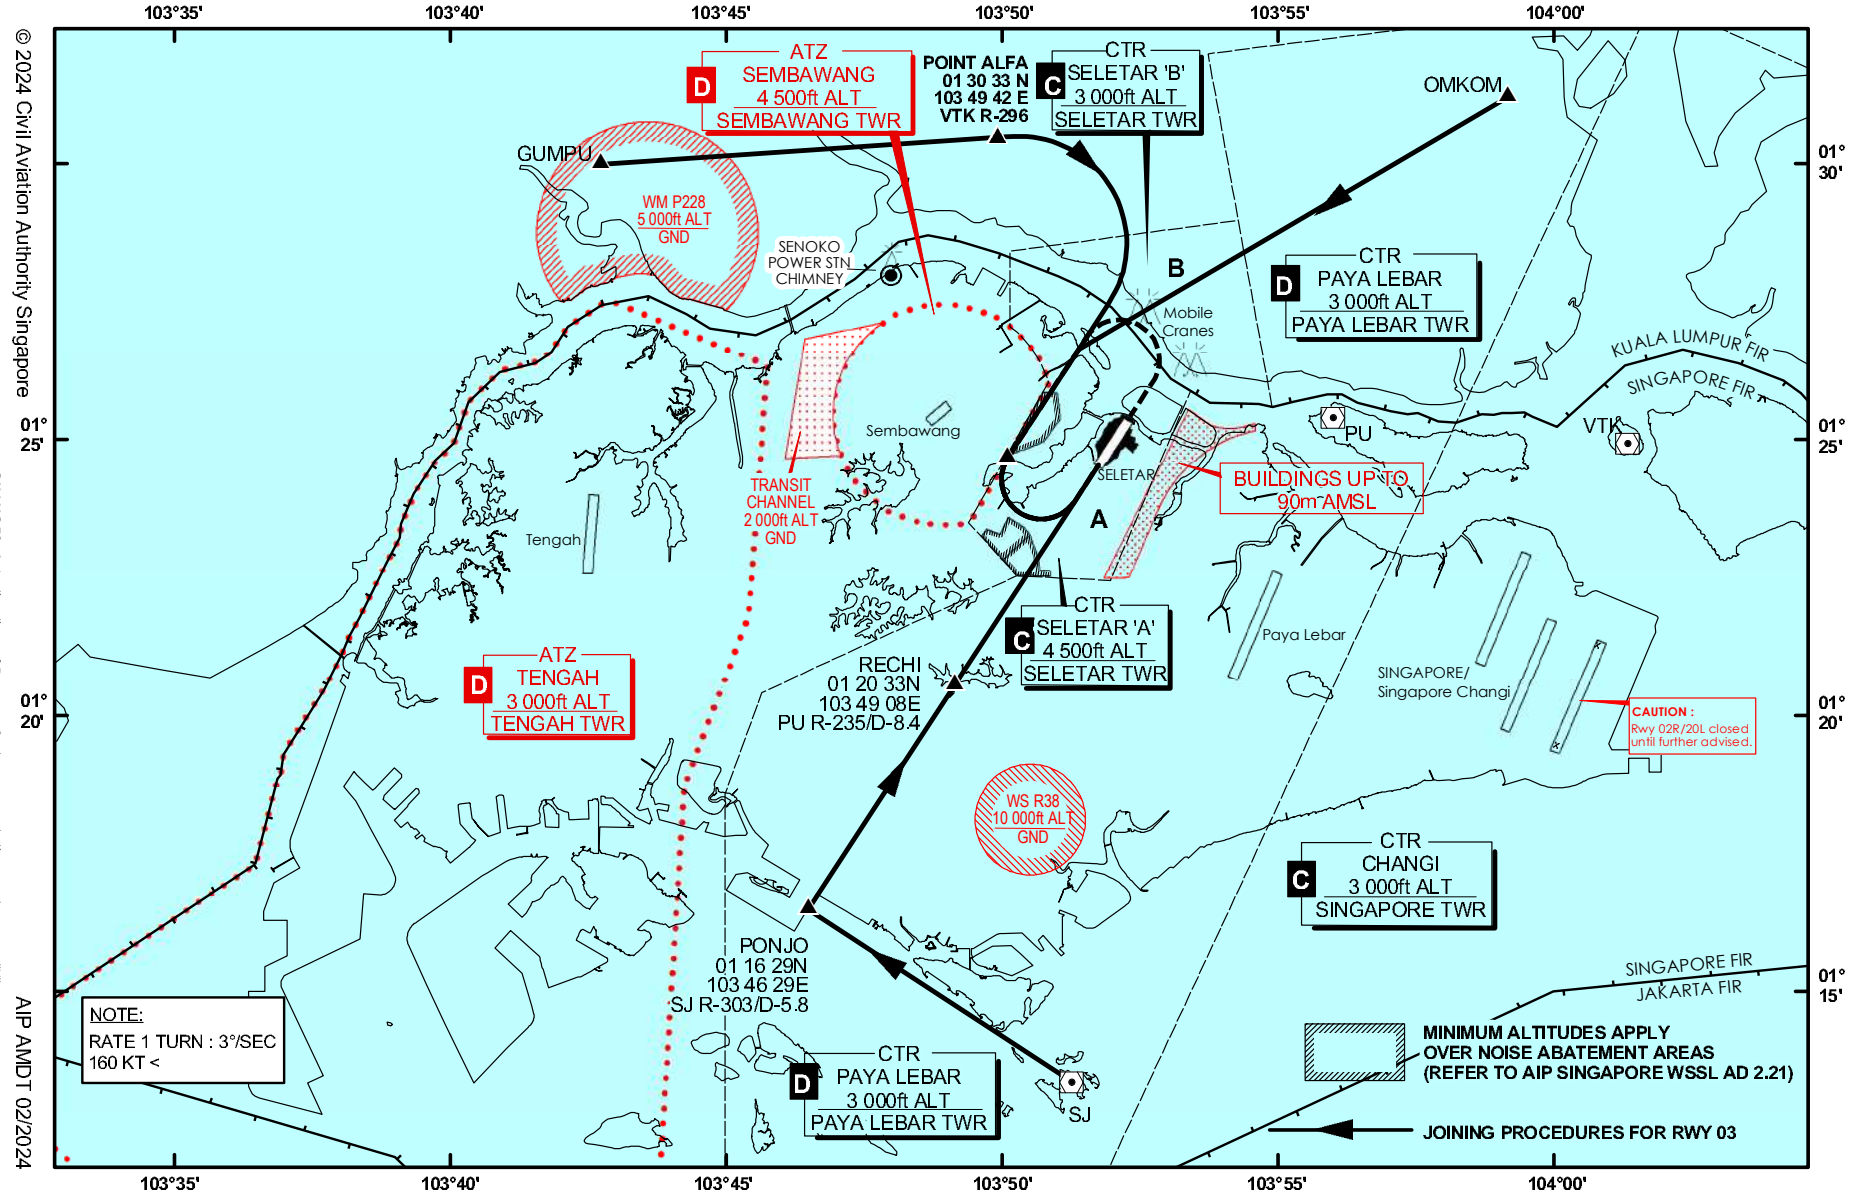 103°35'
103°40'
103°45'
103°50'
103°55'
104°00'
© 2024 Civil Aviation Authority Singapore
ATZ
SEMBAWANG
4 500ft ALT
SEMBAWANG TWR
D
POINT ALFA
01 30 33 N
103 49 42 E
VTK R-296
CTR
SELETAR 'B'
3 000ft ALT
SELETAR TWR
C
OMKOM
GUMPU
01°
30'
01°
30'
WM P228
5 000ft ALT
GND
SENOKO
POWER STN
CHIMNEY
B
CTR
PAYA LEBAR
3 000ft ALT
PAYA LEBAR TWR
D
Mobile
Cranes
KUALA LUMPUR FIR
SINGAPORE FIR
01°
25'
01°
25'
Sembawang
PU
VTK
SELETAR
BUILDINGS UP TO
90m AMSL
TRANSIT
CHANNEL
2 000ft ALT
GND
A
Tengah
CTR
SELETAR 'A'
4 500ft ALT
SELETAR TWR
C
Paya Lebar
RECHI
01 20 33N
103 49 08E
PU R-235/D-8.4
ATZ
TENGAH
3 000ft ALT
TENGAH TWR
D
SINGAPORE/
Singapore Changi
x
x
CAUTION :
Rwy 02R/20L closed
until further advised.
01°
20'
01°
20'
WS R38
10 000ft ALT
GND
CTR
CHANGI
3 000ft ALT
SINGAPORE TWR
C
PONJO
01 16 29N
103 46 29E
SJ R-303/D-5.8
SINGAPORE FIR
JAKARTA FIR
01°
15'
01°
15'
NOTE:
RATE 1 TURN : 3°/SEC
160 KT <
CTR
PAYA LEBAR
3 000ft ALT
PAYA LEBAR TWR
D
SJ
MINIMUM ALTITUDES APPLY
OVER NOISE ABATEMENT AREAS
(REFER TO AIP SINGAPORE WSSL AD 2.21)
JOINING PROCEDURES FOR RWY 03
AIP AMDT 02/2024
103°35'
103°40'
103°45'
103°50'
103°55'
104°00'